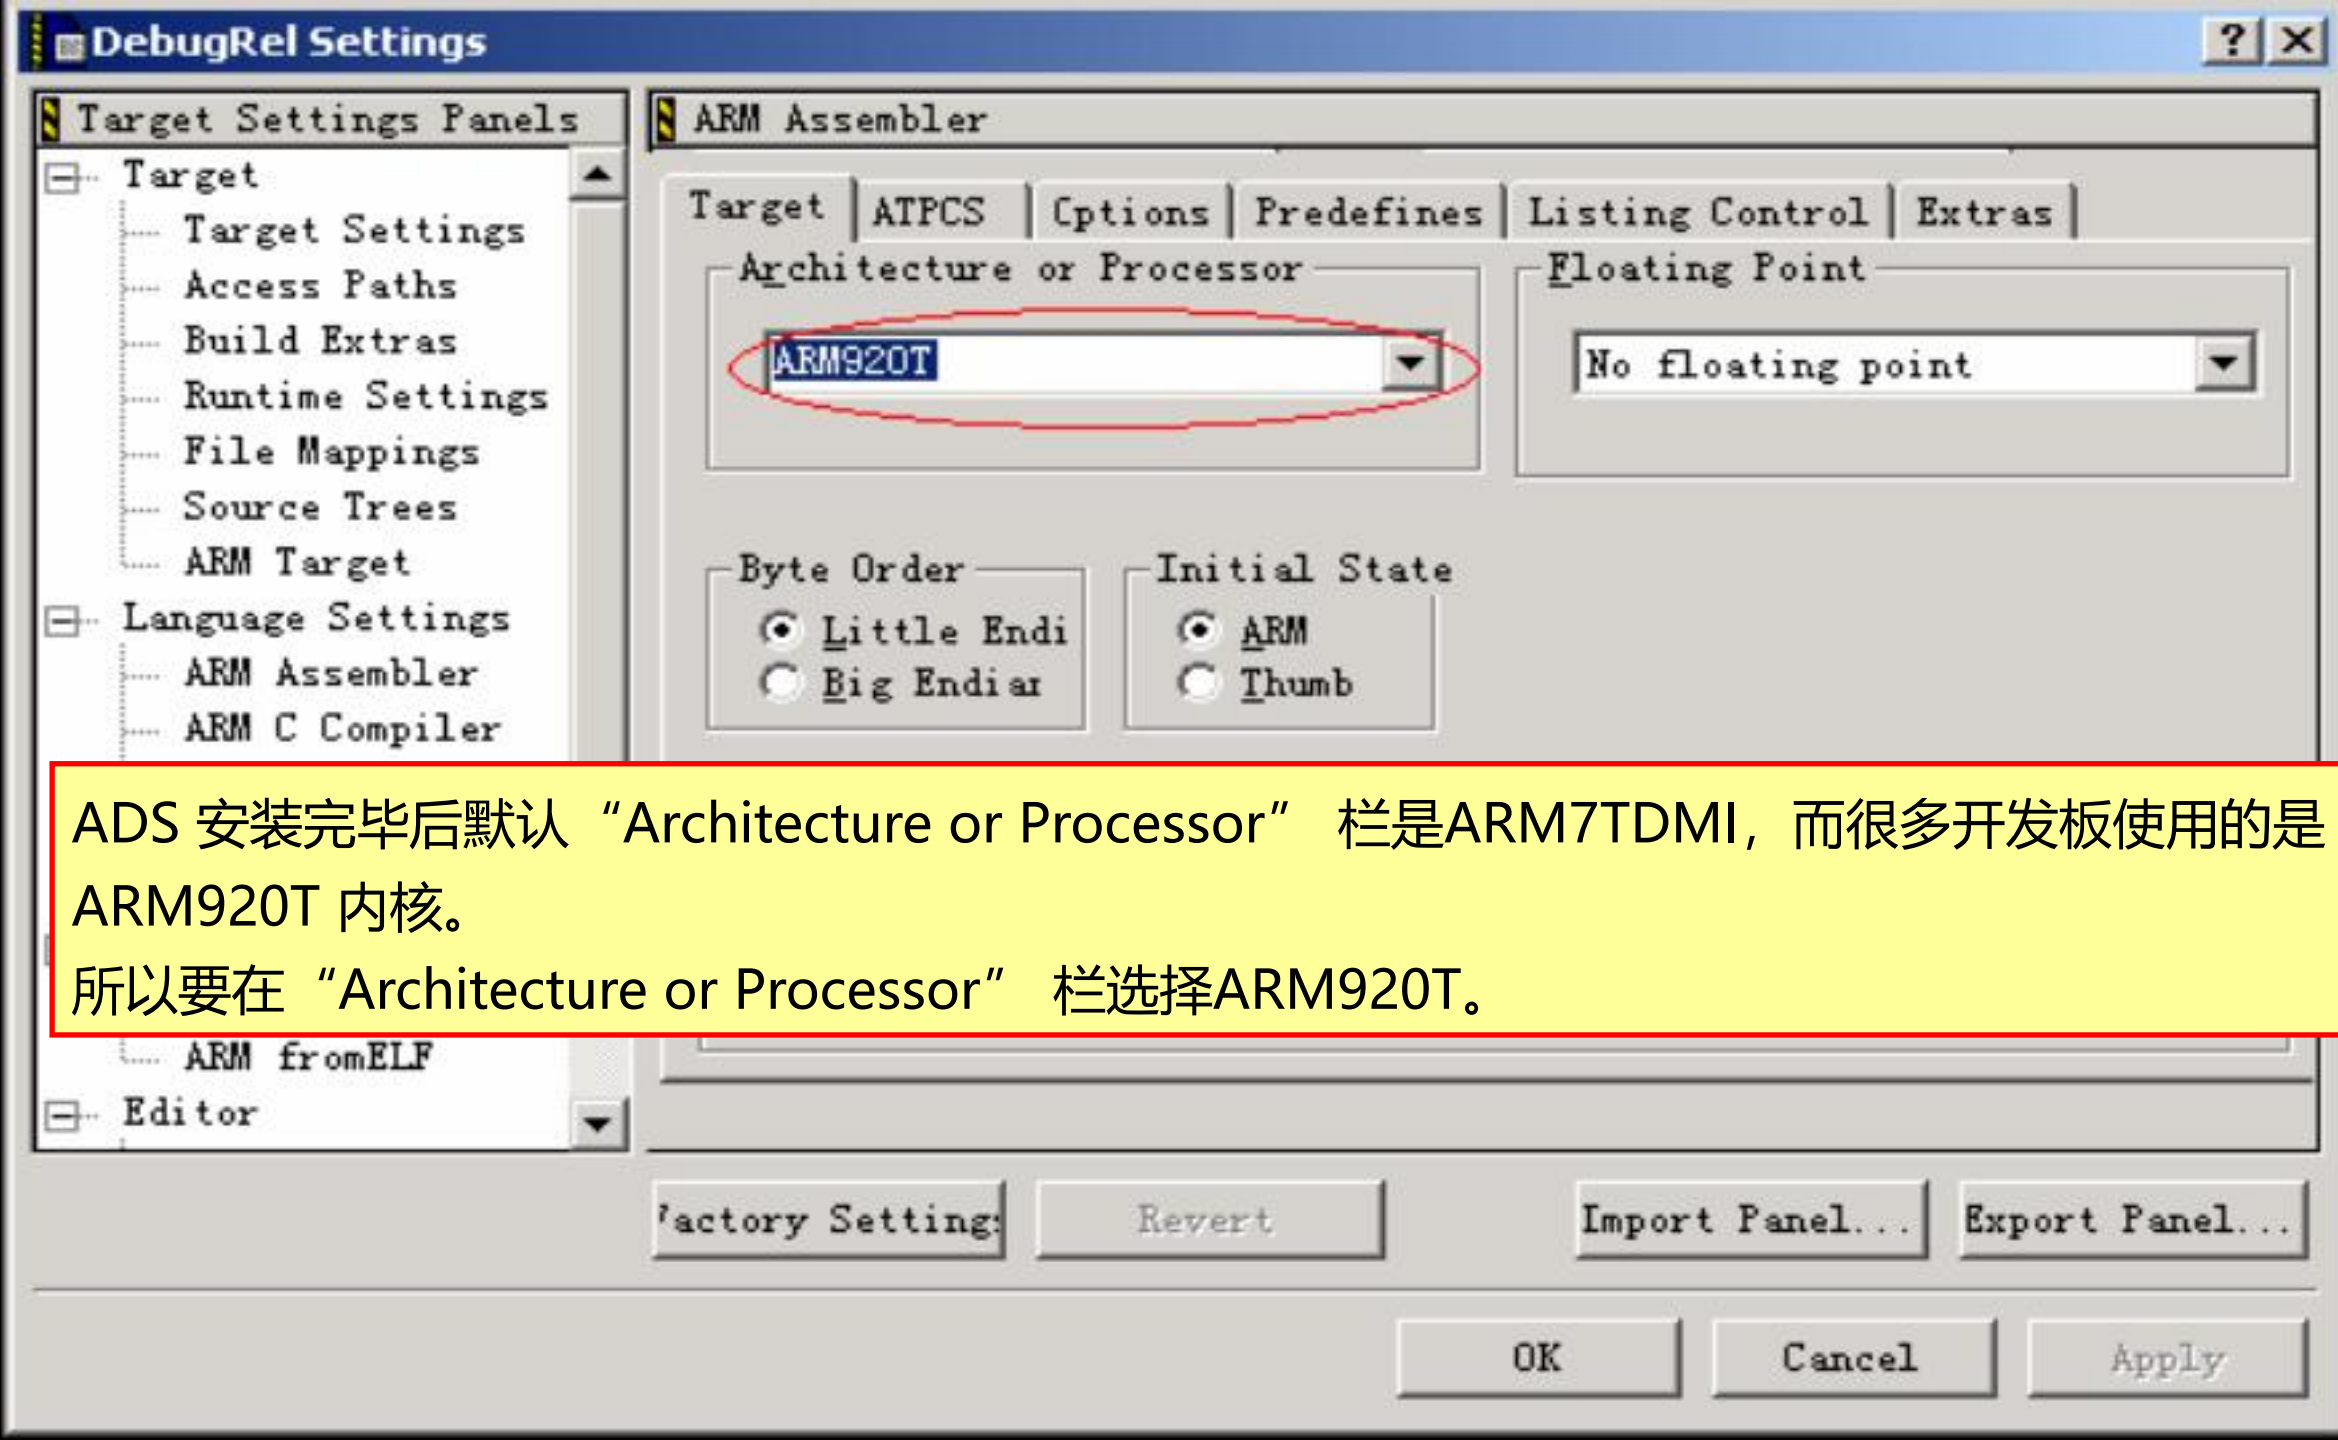 DebugRel Settings
Target Settings Panels
Target
Target Settings
Access Paths
Build Extras
Runtime Settings
File Mappings
Source Trees
ARM Target
Language Settings
ARM Assembler
ARM C Compiler
ARM fromELF
Editor
ARM Assembler
Target ATPCS Options Predefines Listing Control Extras
Architecture or Processor
ARM920T
Floating Point
No floating point
Byte Order
Little Endi
Big Endiar
Initial State
ARM
Thumb
ADS 安装完毕后默认“Architecture or Processor” 栏是ARM7TDMI，而很多开发板使用的是
ARM920T 内核。
所以要在“Architecture or Processor” 栏选择ARM920T。
Factory Settings Revert Import Panel... Export Panel...
OK Cancel Apply